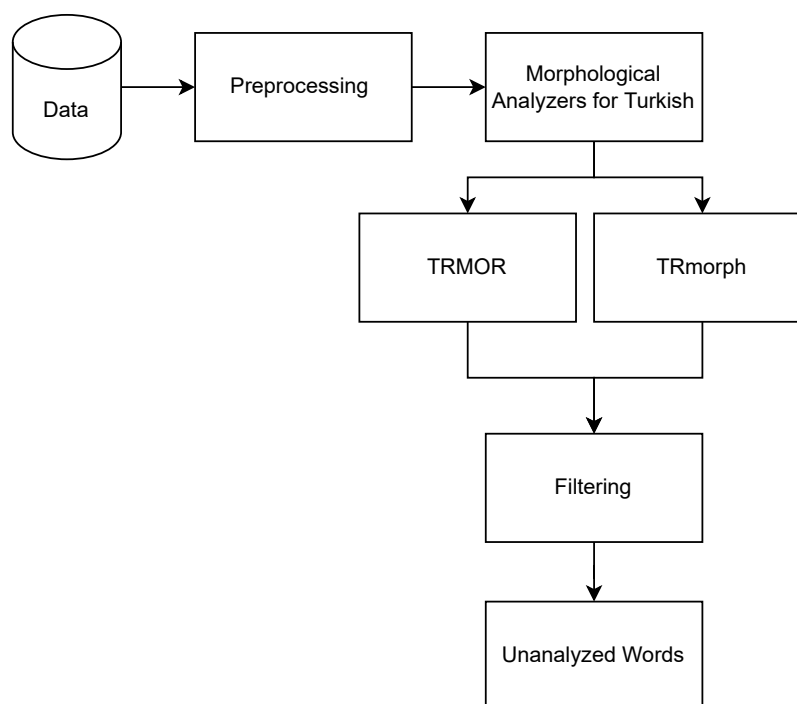 Data
Preprocessing
Morphological
Analyzers for Turkish
TRMOR
TRmorph
Filtering
Unanalyzed Words